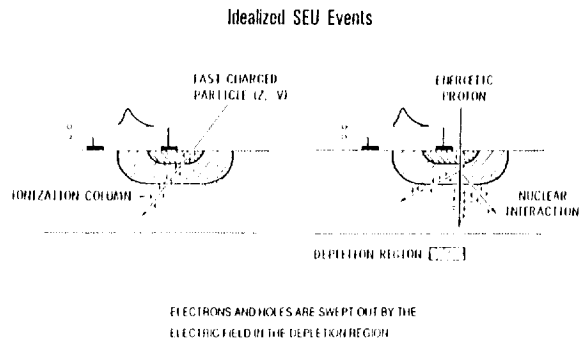 Idealized SEU Events
FAST CHARGED
PARTICLE (Z, V)
ENERGETIC
PROTON
IONIZATION COLUMN
NUCLEAR
INTERACTION
DEPLETION REGION
ELECTRONS AND HOLES ARE SWEPT OUT BY THE
ELECTRIC FIELD IN THE DEPLETION REGION